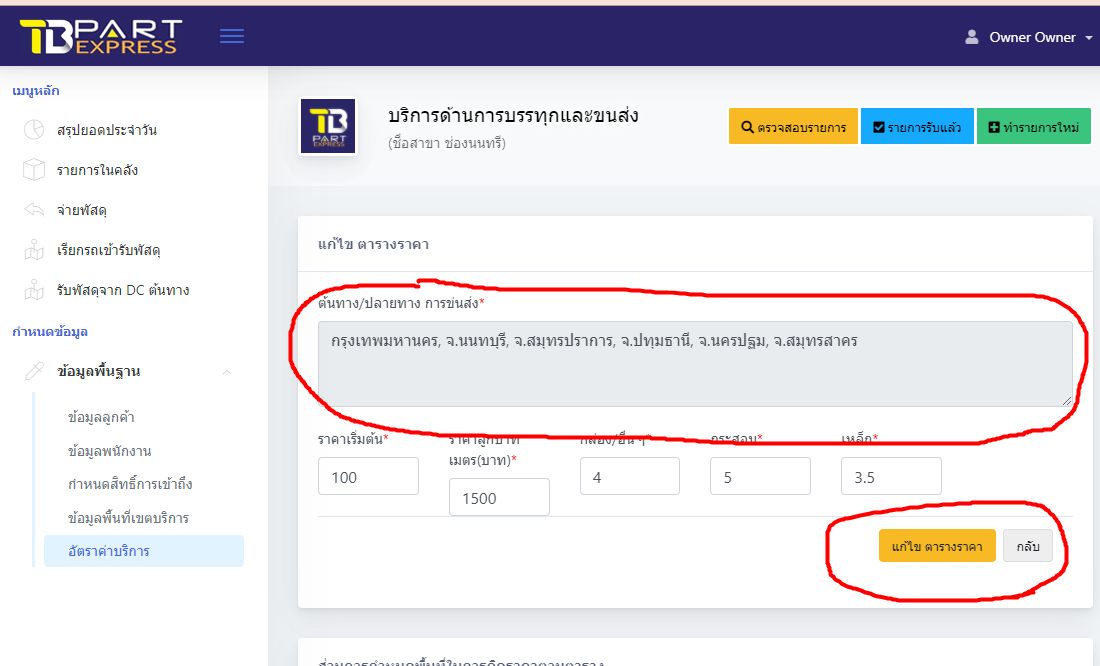 TB PART EXPRESS
Owner Owner
เมนูหลัก
สรุปยอดประจำวัน
รายการในคลัง
จ่ายพัสดุ
เรียกรถเข้ารับพัสดุ
รับพัสดุจาก DC ต้นทาง
กำหนดข้อมูล
ข้อมูลพื้นฐาน
ข้อมูลลูกค้า
ข้อมูลพนักงาน
กำหนดสิทธิ์การเข้าถึง
ข้อมูลพื้นที่เขตบริการ
อัตราค่าบริการ
TB PART EXPRESS
บริการด้านการบรรทุกและขนส่ง
(ชื่อสาขา ช่องนนทรี)
ตรวจสอบรายการ
รายการรับแล้ว
ทำรายการใหม่
แก้ไข ตารางราคา
ต้นทาง/ปลายทาง การขนส่ง*
กรุงเทพมหานคร, จ.นนทบุรี, จ.สมุทรปราการ, จ.ปทุมธานี, จ.นครปฐม, จ.สมุทรสาคร
ราคาเริ่มต้น*
100
ราคาลูกบาท
เมตร(บาท)*
1500
กล่อง/อื่น ๆ*
4
กระสอบ*
5
เหล็ก*
3.5
แก้ไข ตารางราคา
กลับ